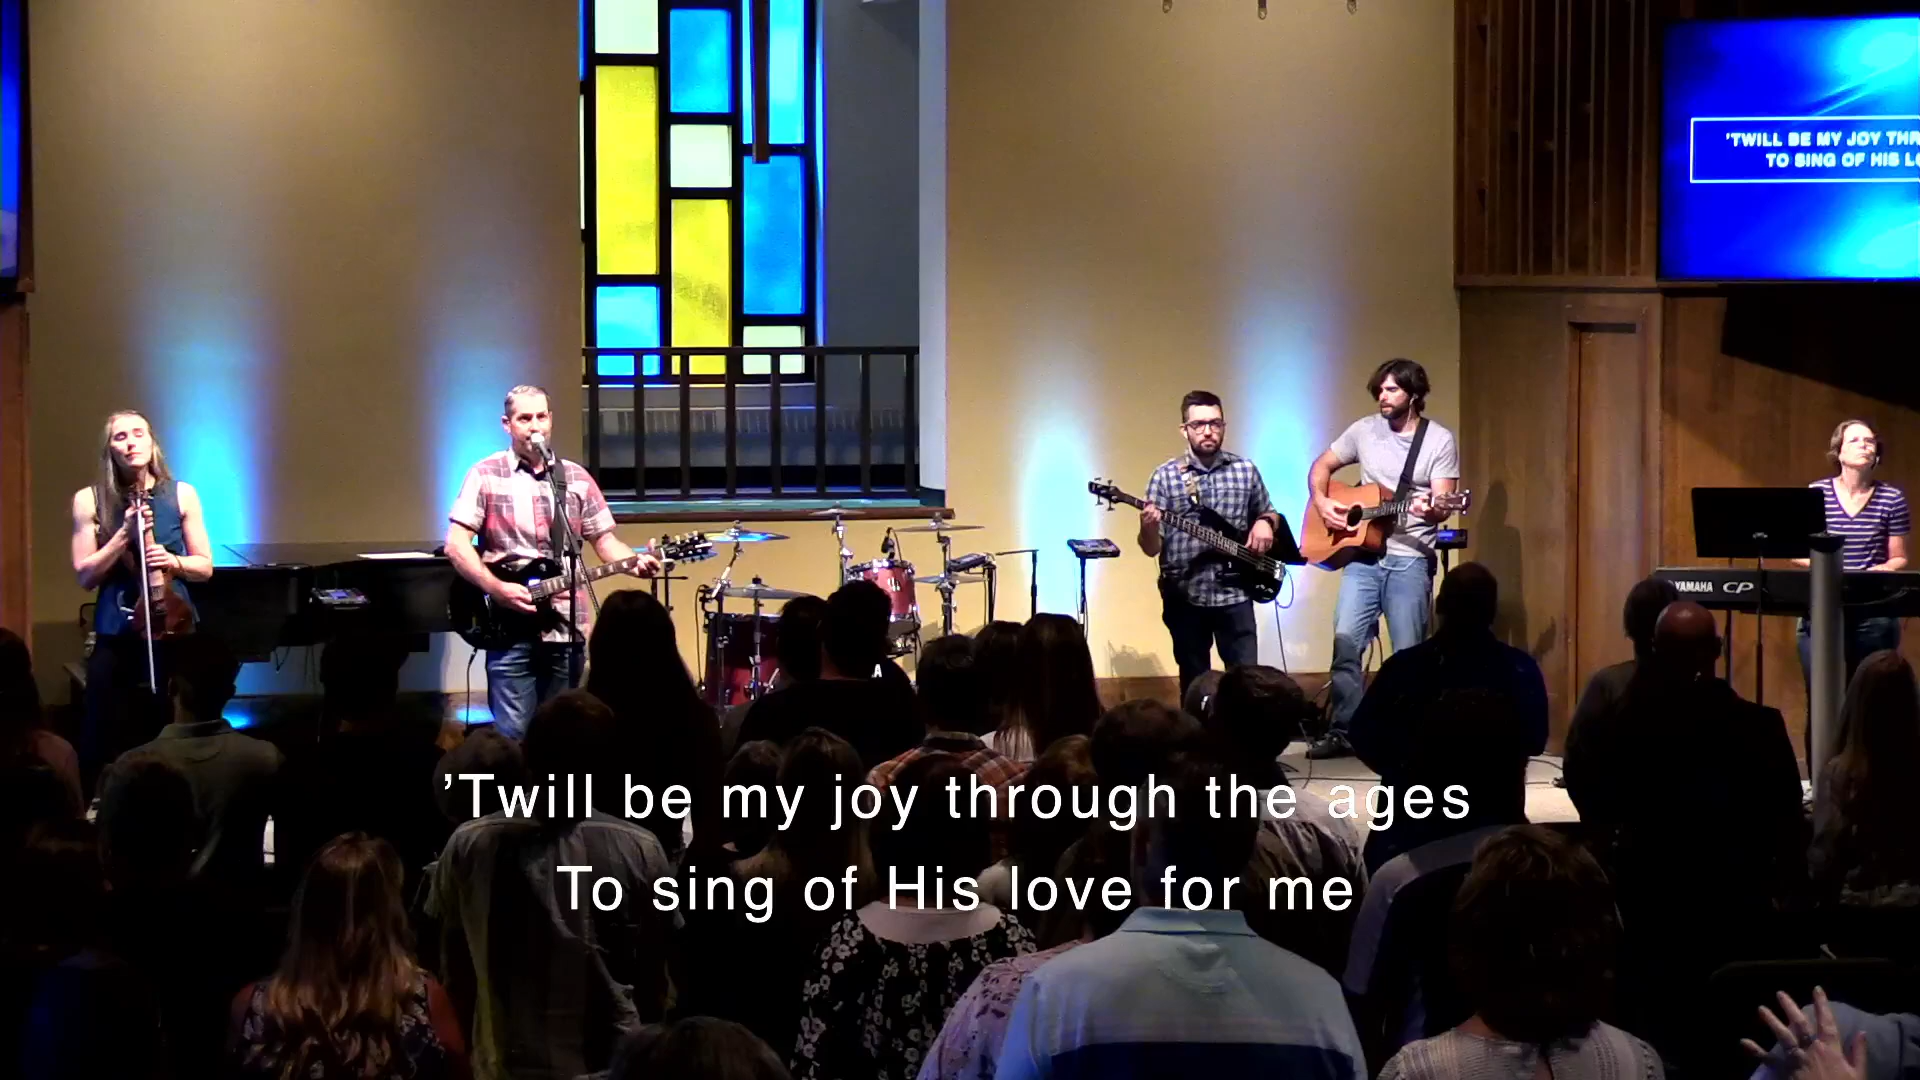 'TWILL BE MY JOY THR
TO SING OF HIS LO
YAMAHA CP
A
’Twill be my joy through the ages
To sing of His love for me